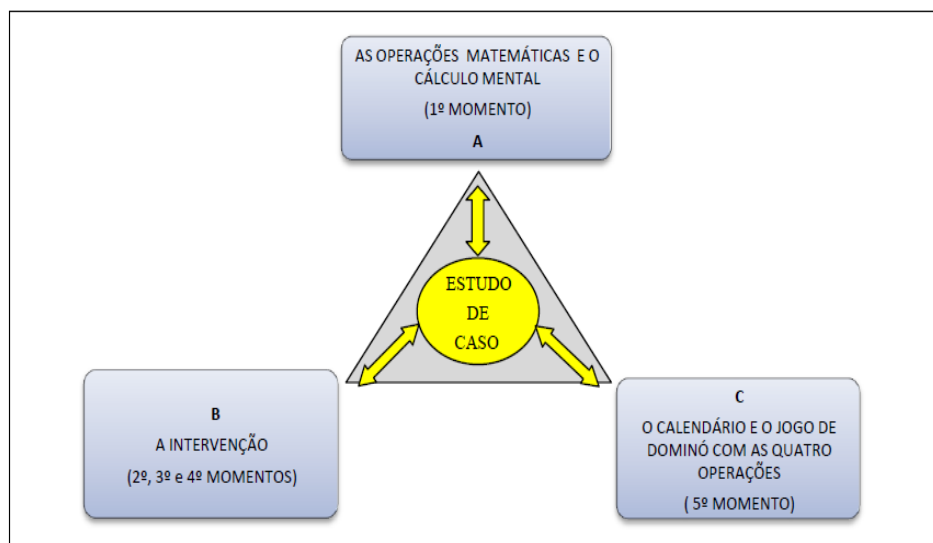 AS OPERAÇÕES MATEMÁTICAS E O
CÁLCULO MENTAL
(1º MOMENTO)
A
ESTUDO
DE
CASO
B
A INTERVENÇÃO
(2º, 3º e 4º MOMENTOS)
C
O CALENDÁRIO E O JOGO DE
DOMINÓ COM AS QUATRO
OPERAÇÕES
( 5º MOMENTO)